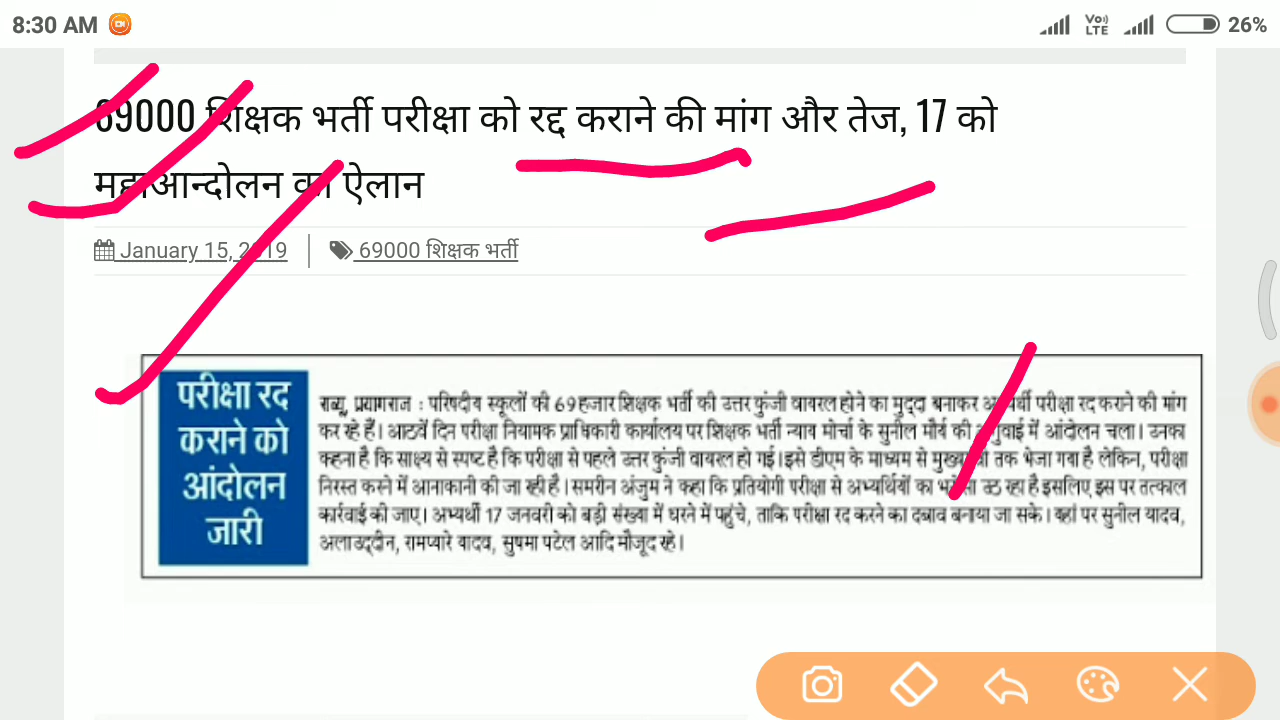 8:30 AM Vo)) LTE 26%
69000 शिक्षक भर्ती परीक्षा को रद्द कराने की मांग और तेज, 17 को
महाआन्दोलन का ऐलान
January 15, 2019 69000 शिक्षक भर्ती
परीक्षा रद
कराने को
आंदोलन
जारी
राब्यू, प्रयागराज : परिषदीय स्कूलों की 69 हजार शिक्षक भर्ती की उत्तर कुंजी वायरल होने का मुद्दा बनाकर अभ्यर्थी परीक्षा रद कराने की मांग
कर रहे हैं। आठवें दिन परीक्षा नियामक प्राधिकारी कार्यालय पर शिक्षक भर्ती न्याय मोर्चा के सुनील मौर्य की अगुवाई में आंदोलन चला। उनका
कहना है कि साक्ष्य से स्पष्ट है कि परीक्षा से पहले उत्तर कुंजी वायरल हो गई। इसे डीएम के माध्यम से मुख्यमंत्री तक भेजा गया है लेकिन, परीक्षा
निरस्त करने में आनाकानी की जा रही है। समरीन अंजुम ने कहा कि प्रतियोगी परीक्षा से अभ्यर्थियों का भरोसा उठ रहा है इसलिए इस पर तत्काल
कार्रवाई की जाए। अभ्यर्थी 17 जनवरी को बड़ी संख्या में धरने में पहुंचे, ताकि परीक्षा रद करने का दबाव बनाया जा सके। यहां पर सुनील यादव,
अलाउद्दीन, रामप्यारे यादव, सुषमा पटेल आदि मौजूद रहे।